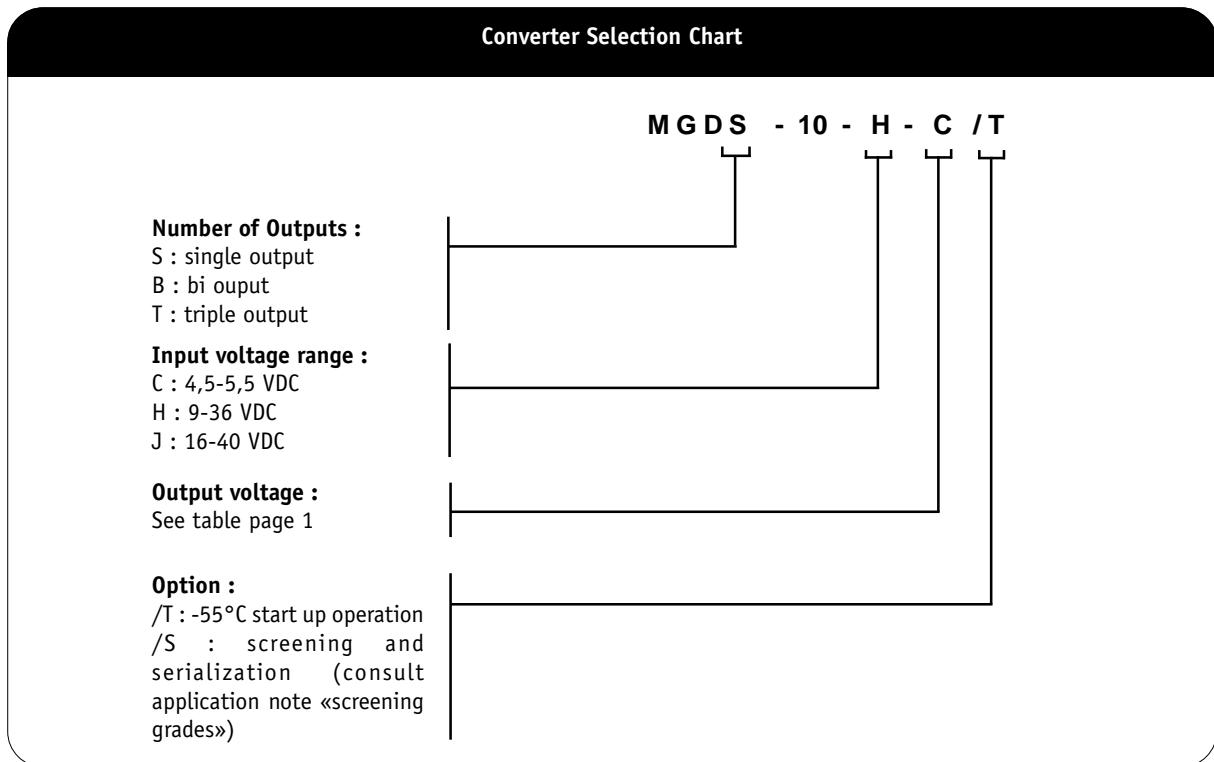 Converter Selection Chart
MGDS - 10 - H - C /T
Number of Outputs :
S : single output
B : bi ouput
T : triple output
Input voltage range :
C : 4,5-5,5 VDC
H : 9-36 VDC
J : 16-40 VDC
Output voltage :
See table page 1
Option :
/T : -55°C start up operation
/S : screening and
serialization (consult
application note «screening
grades»)